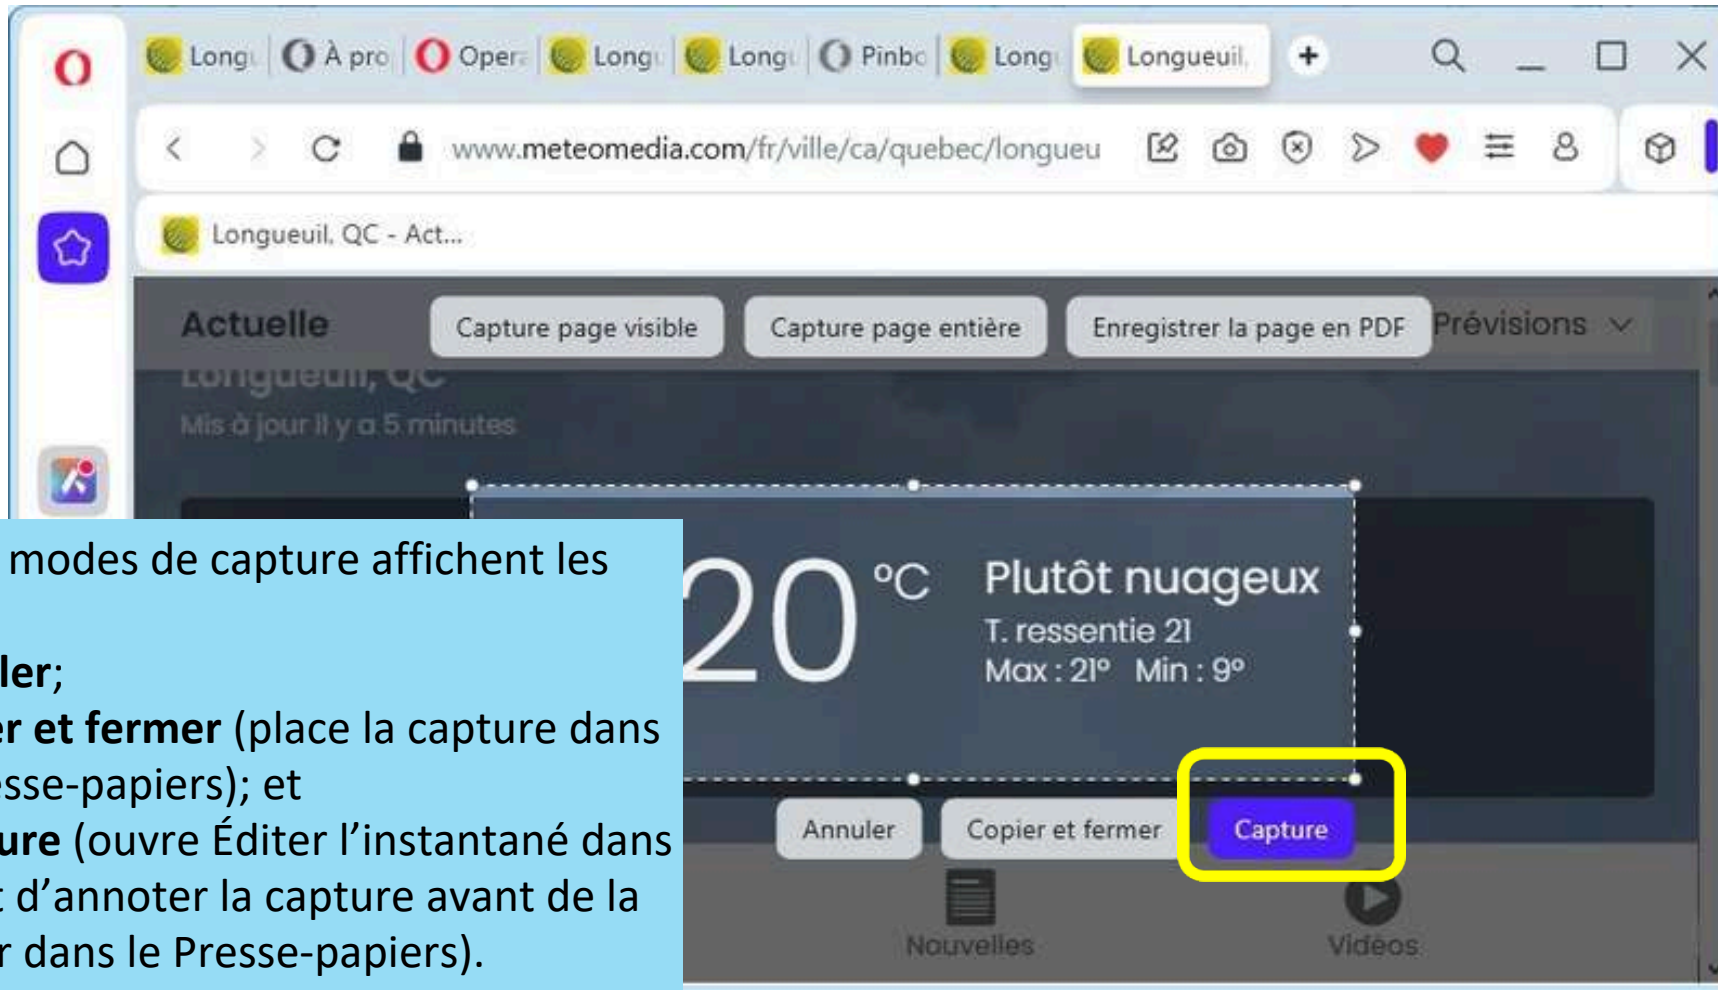 Long À pro Oper Long Long Pinbo Long Longueuil,
www.meteomedia.com/fr/ville/ca/quebec/longueu
Longueuil, QC - Act...
Actuelle Capture page visible Capture page entière Enregistrer la page en PDF Prévisions
Longueuil, QC
Mis à jour il y a 5 minutes
modes de capture affichent les
ler;
er et fermer (place la capture dans
esse-papiers); et
ure (ouvre Éditer l’instantané dans
t d’annoter la capture avant de la
r dans le Presse-papiers).
20 °C
Plutôt nuageux
T. ressentie 21
Max : 21° Min : 9°
Annuler Copier et fermer Capture
Nouvelles Vidéos